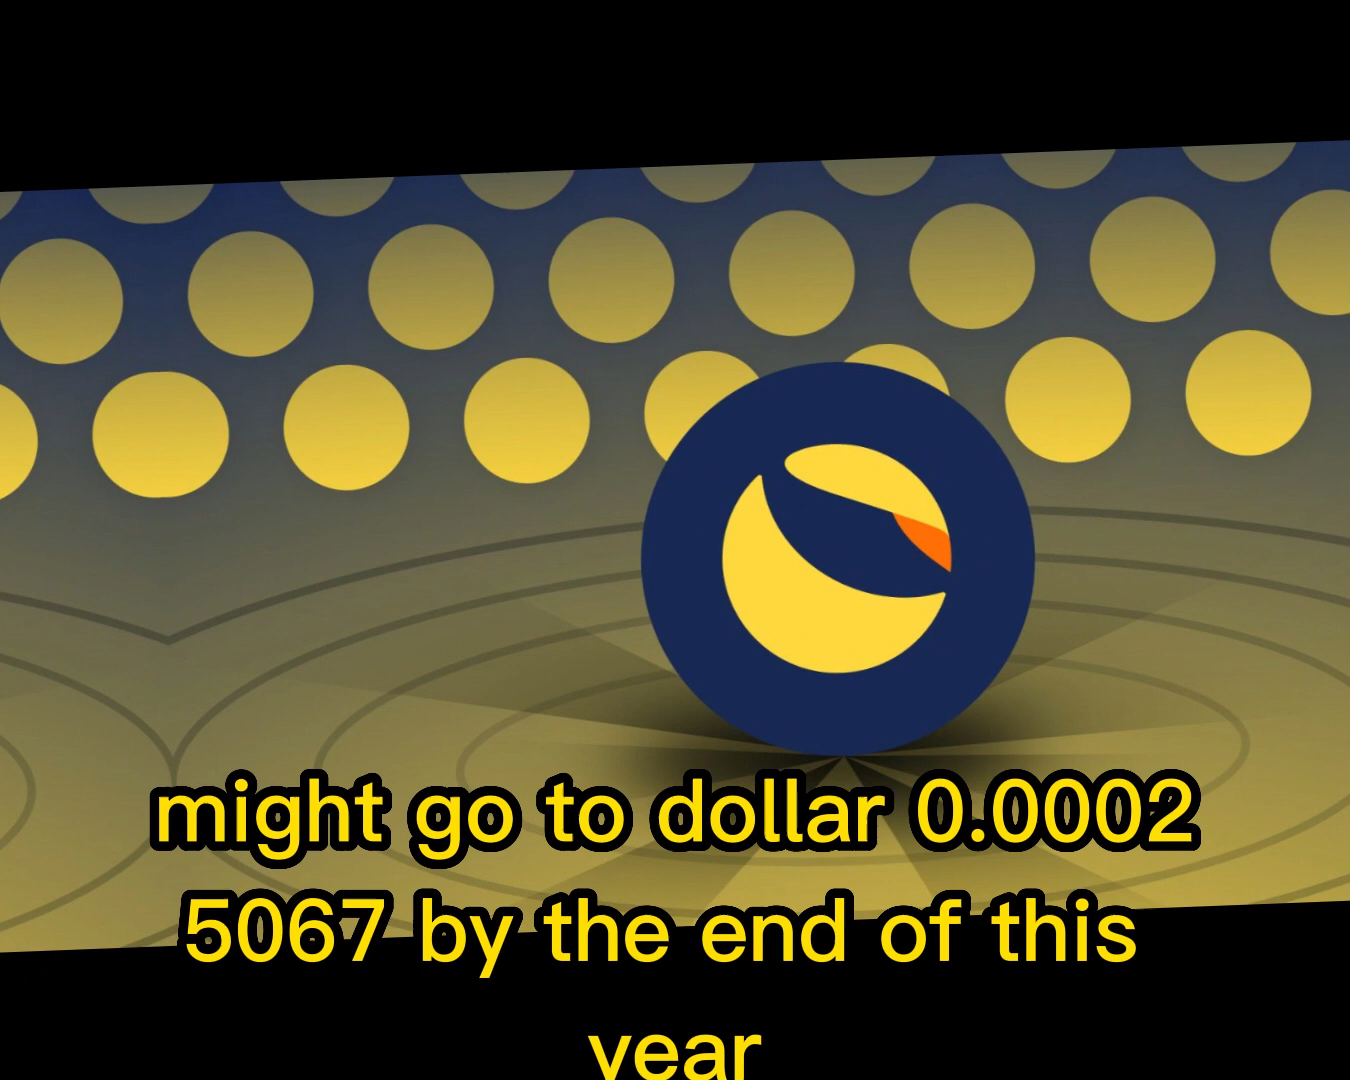 might go to dollar 0.0002
5067 by the end of this
year